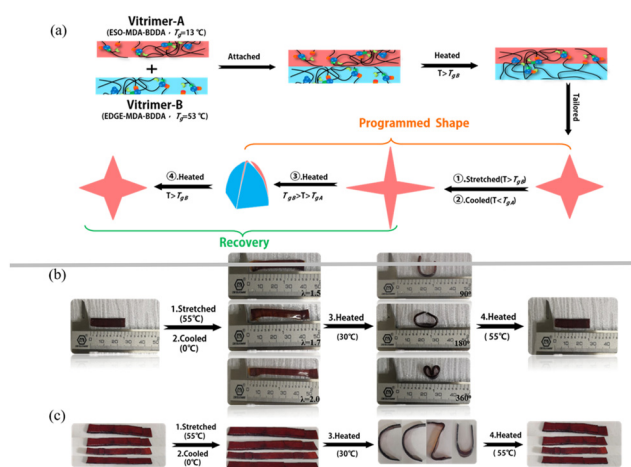 (a)
Vitrimer-A
(ESO-MDA-BDDA · Tg=13 ℃)
+
Vitrimer-B
(EDGE-MDA-BDDA · Tg=53 ℃)
Attached
Heated
T>TgB
Tailored
Programmed Shape
①.Stretched(T>TgB)
②.Cooled(T<TgA)
③.Heated
TgB>T>TgA
④.Heated
T>TgB
Recovery
(b)
1.Stretched
(55℃)
2.Cooled
(0℃)
λ=1.5
λ=1.7
λ=2.0
3.Heated
(30℃)
90°
180°
360°
4.Heated
(55℃)
(c)
1.Stretched
(55℃)
2.Cooled
(0℃)
3.Heated
(30℃)
4.Heated
(55℃)